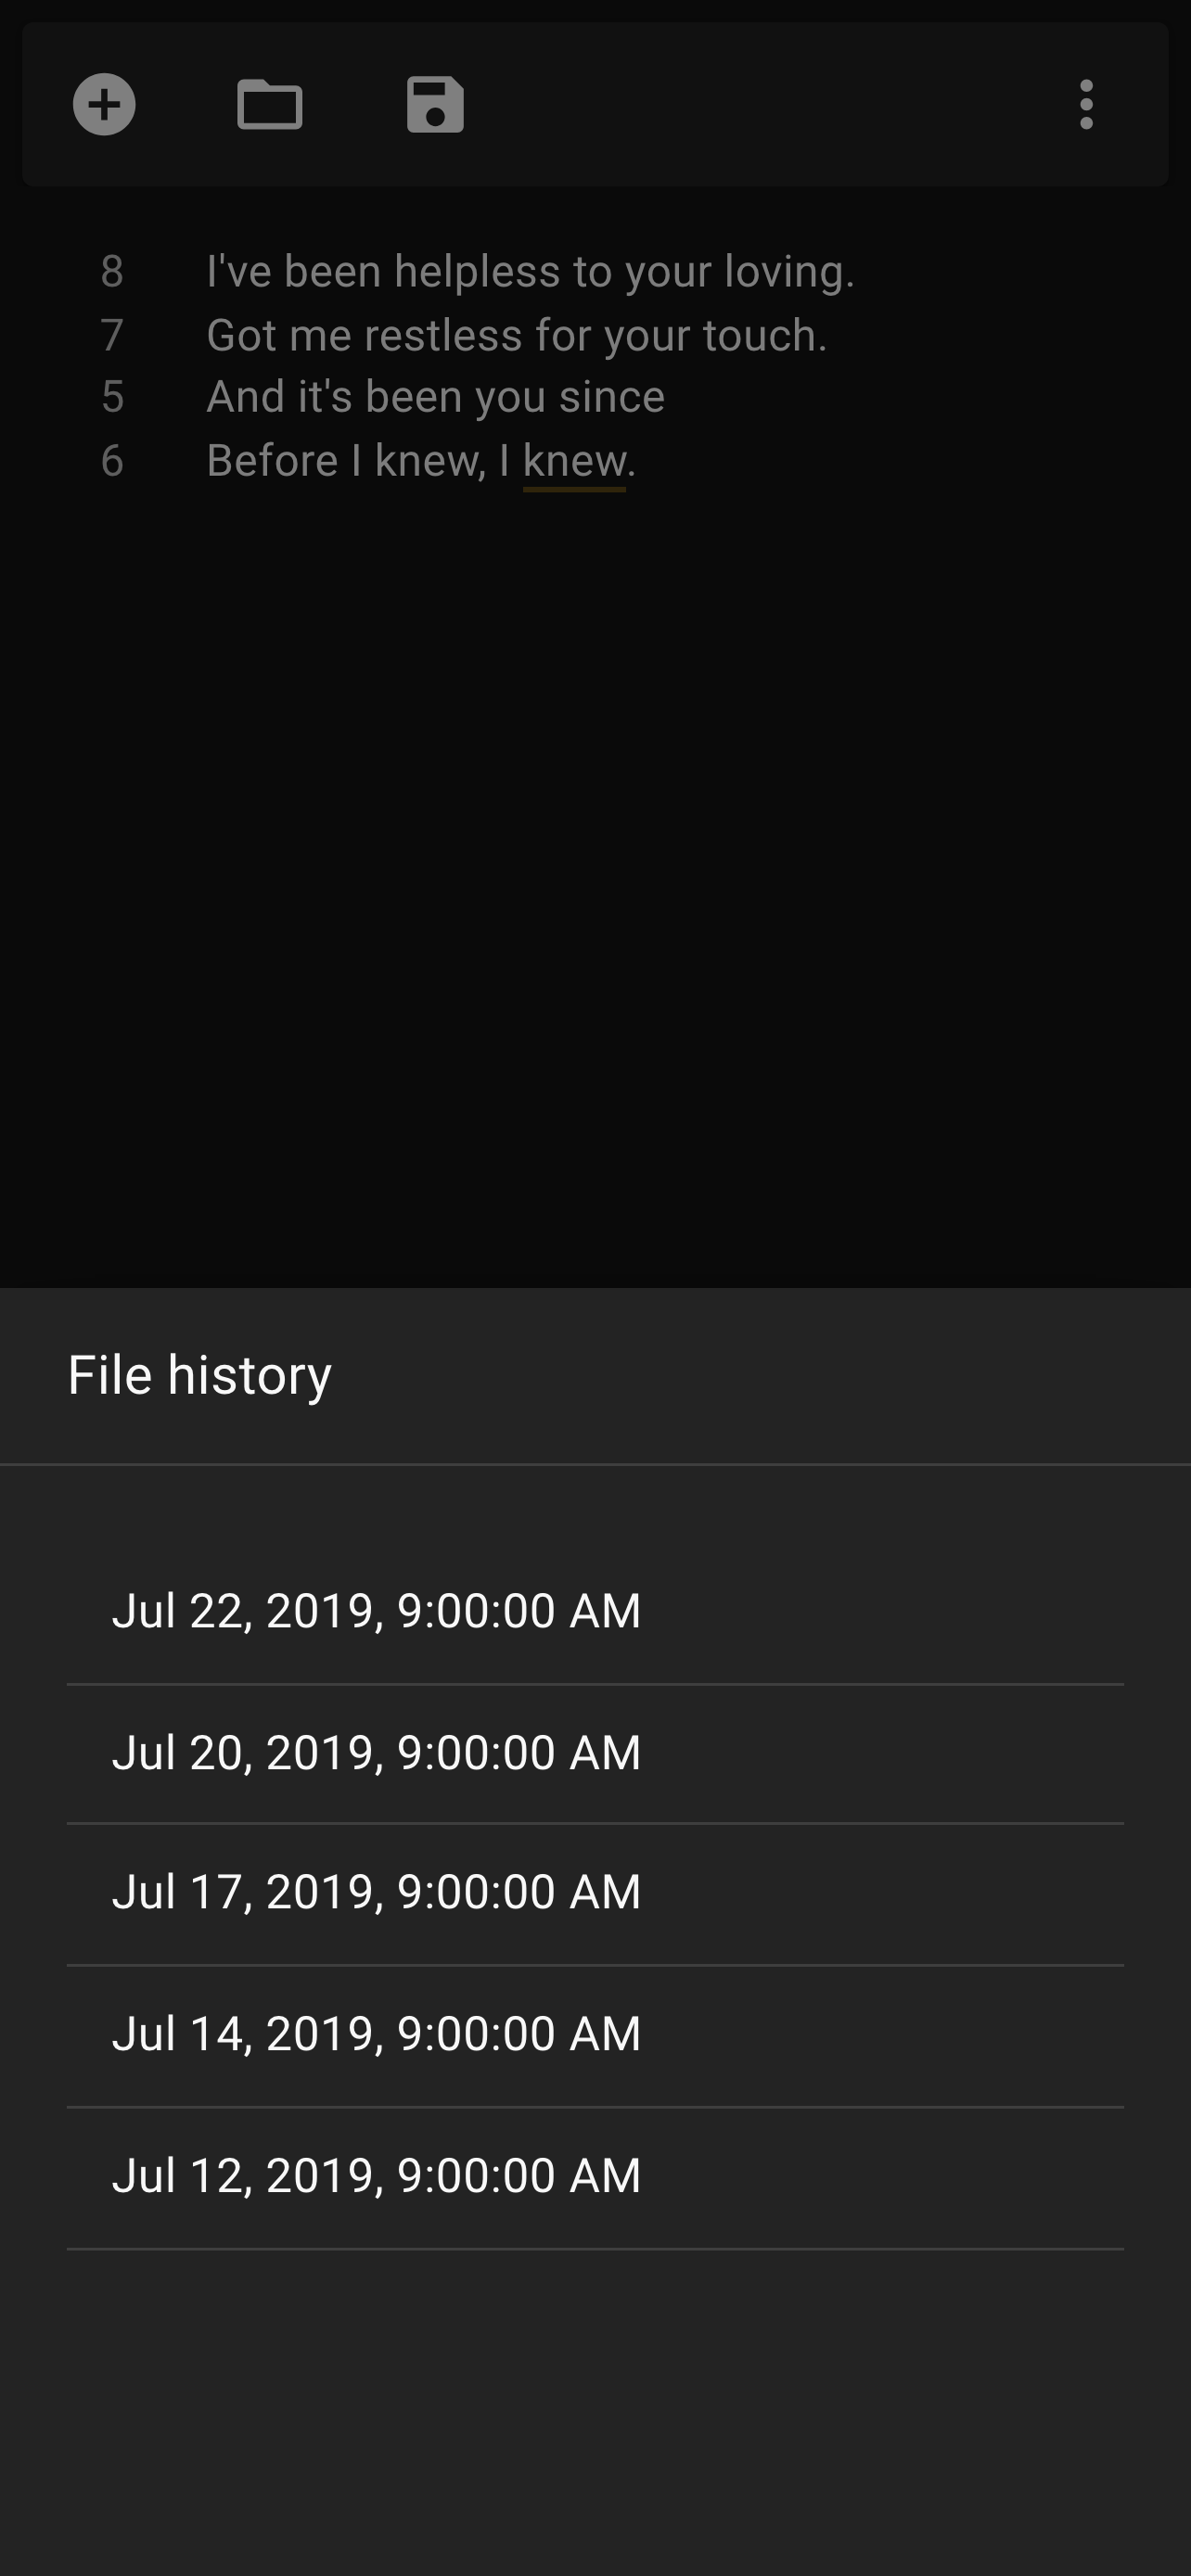 8 I've been helpless to your loving.
7 Got me restless for your touch.
5 And it's been you since
6 Before I knew, I knew.
File history
Jul 22, 2019, 9:00:00 AM
Jul 20, 2019, 9:00:00 AM
Jul 17, 2019, 9:00:00 AM
Jul 14, 2019, 9:00:00 AM
Jul 12, 2019, 9:00:00 AM